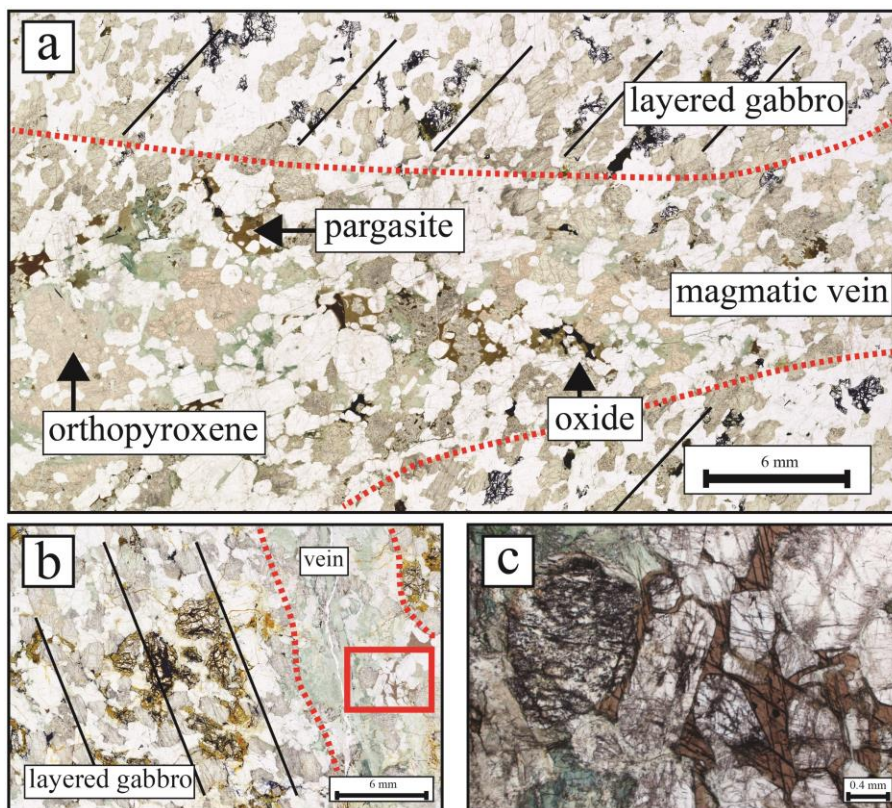 a
layered gabbro
pargasite
magmatic vein
orthopyroxene
oxide
6 mm
b
vein
layered gabbro
6 mm
c
0.4 mm